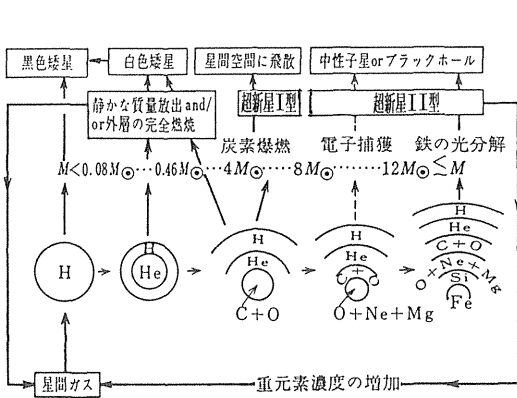 黒色矮星
白色矮星
星間空間に飛散
中性子星orブラックホール
静かな質量放出and/
or外層の完全燃焼
超新星I型
超新星II型
炭素爆燃
電子捕獲
鉄の光分解
M<0.08M⊙…0.46M⊙…4M⊙……8M⊙……12M⊙≦M
H
H
He
H
He
C+O
H
He
C+O
O+Ne+Mg
H
He
C+O
O+Ne+Mg
Si
Fe
星間ガス
重元素濃度の増加